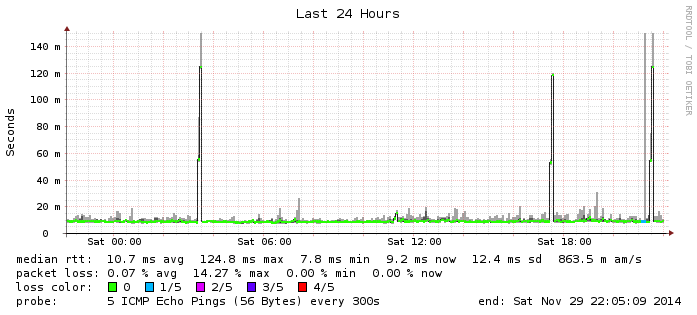 Last 24 Hours
RRDTOOL / TOBI OETIKER
Seconds
140 m
120 m
100 m
80 m
60 m
40 m
20 m
0
Sat 00:00 Sat 06:00 Sat 12:00 Sat 18:00
median rtt: 10.7 ms avg 124.8 ms max 7.8 ms min 9.2 ms now 12.4 ms sd 863.5 m am/s
packet loss: 0.07 % avg 14.27 % max 0.00 % min 0.00 % now
loss color: 0 1/5 2/5 3/5 4/5
probe: 5 ICMP Echo Pings (56 Bytes) every 300s end: Sat Nov 29 22:05:09 2014